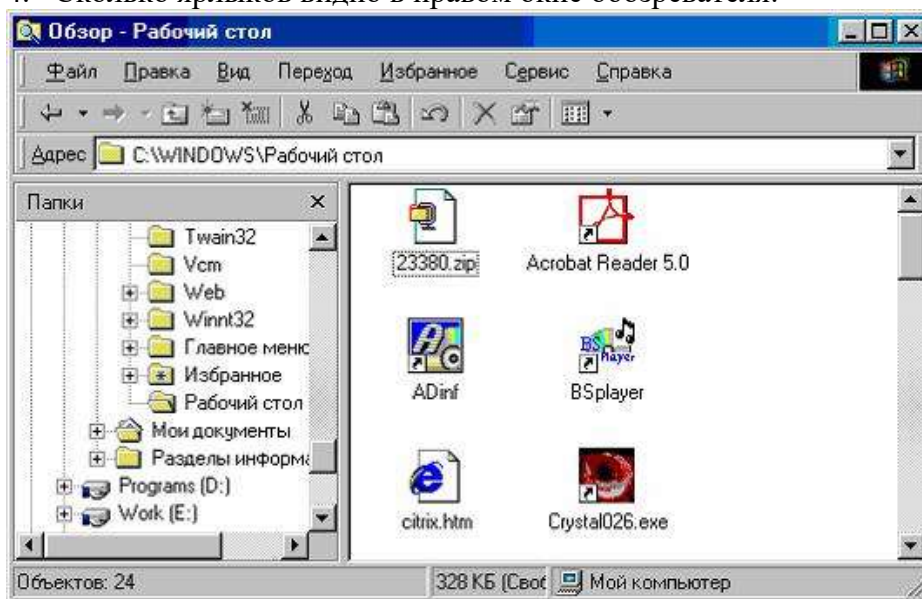 4. Сколько ярлыков видно в правом окне обозревателя:
Обзор - Рабочий стол
Файл Правка Вид Переход Избранное Сервис Справка
Адрес C:\WINDOWS\Рабочий стол
Папки
Twain32
Vcm
Web
Winnt32
Главное меню
Избранное
Рабочий стол
Мои документы
Разделы информа
Programs (D:)
Work (E:)
23380.zip
Acrobat Reader 5.0
ADinf
BSplayer
citrix.htm
Crystal026.exe
Объектов: 24
328 КБ (Своб
Мой компьютер